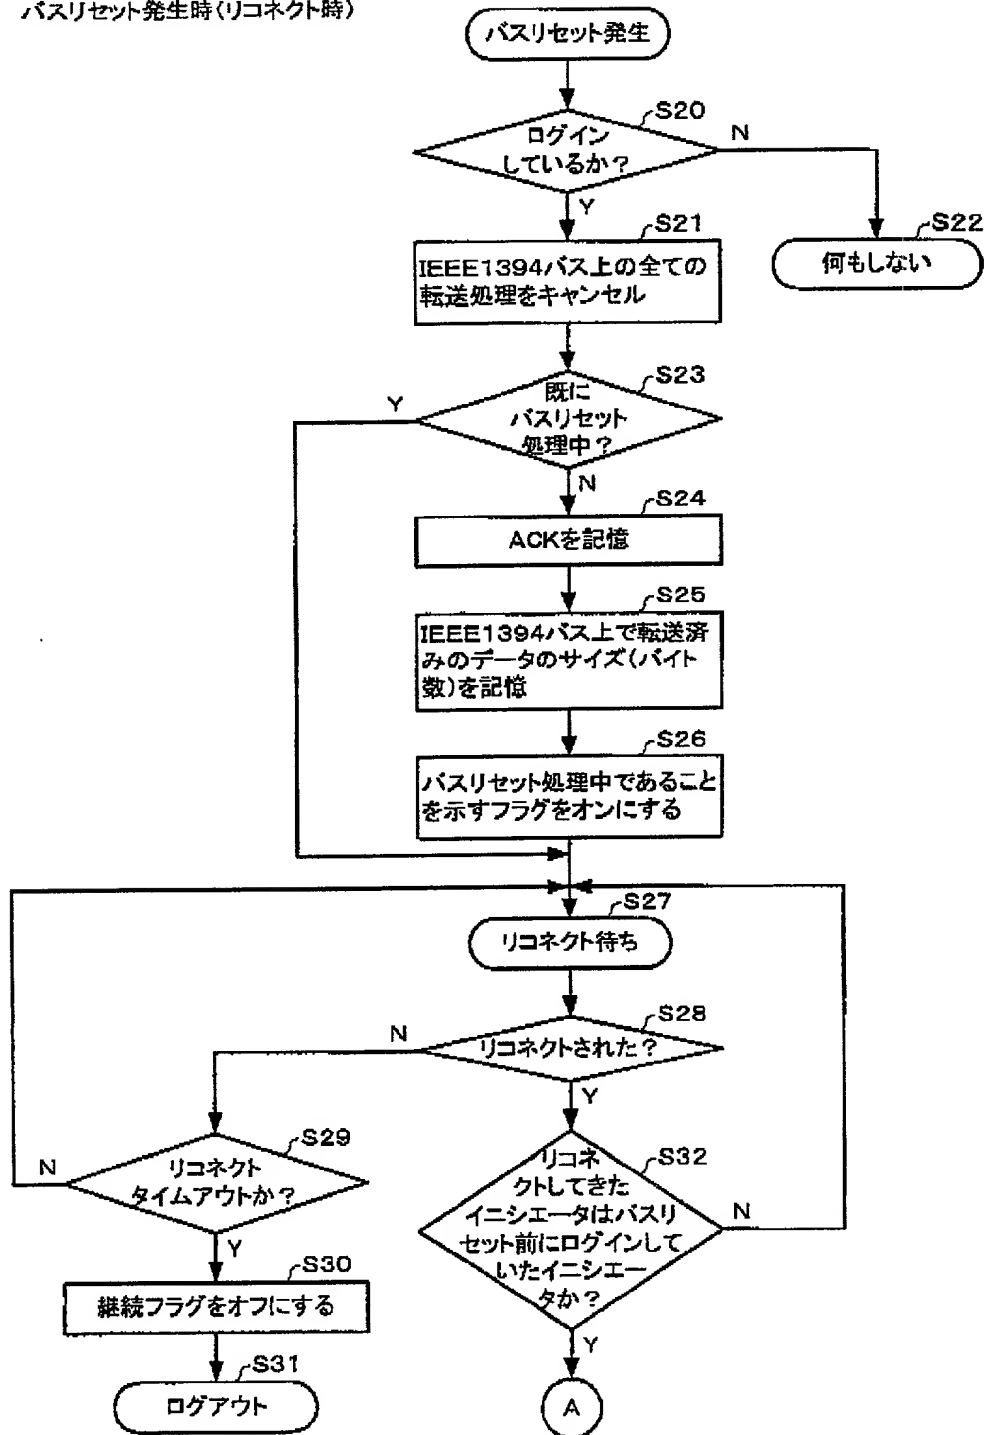 バスリセット発生時(リコネクト時)
バスリセット発生
S20
ログイン
しているか?
N
Y
S22
何もしない
S21
IEEE1394バス上の全ての
転送処理をキャンセル
S23
既に
バスリセット
処理中?
Y
N
S24
ACKを記憶
S25
IEEE1394バス上で転送済
みのデータのサイズ(バイト
数)を記憶
S26
バスリセット処理中であること
を示すフラグをオンにする
S27
リコネクト待ち
S28
リコネクトされた?
N
Y
S29
リコネクト
タイムアウトか?
N
Y
S30
継続フラグをオフにする
S31
ログアウト
S32
リコネ
クトしてきた
イニシエータはバスリ
セット前にログインして
いたイニシエー
タか?
N
Y
A